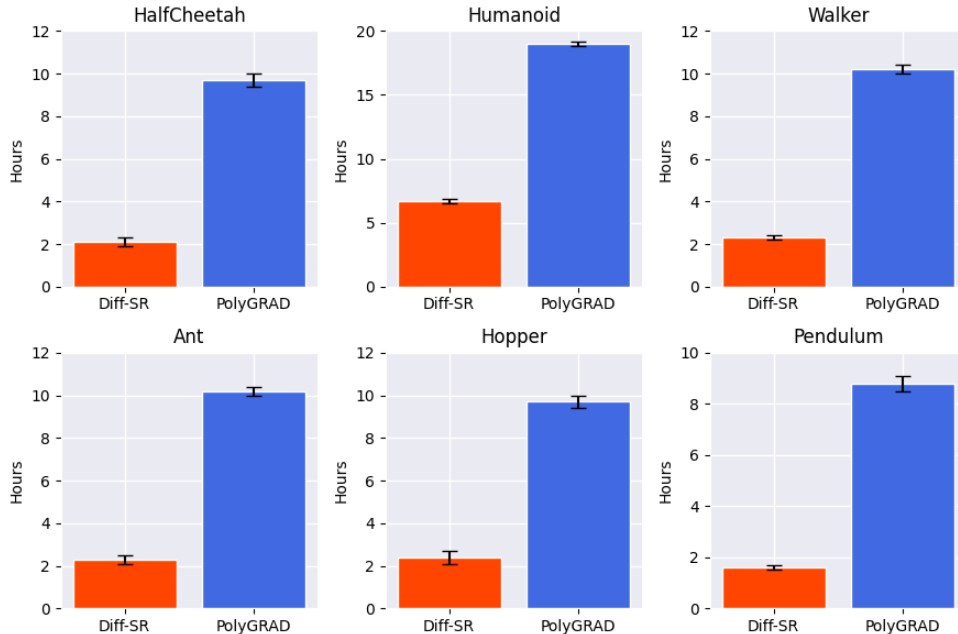 HalfCheetah
Hours
12
10
8
6
4
2
0
Diff-SR PolyGRAD
Humanoid
Hours
20
15
10
5
0
Diff-SR PolyGRAD
Walker
Hours
12
10
8
6
4
2
0
Diff-SR PolyGRAD
Ant
Hours
12
10
8
6
4
2
0
Diff-SR PolyGRAD
Hopper
Hours
12
10
8
6
4
2
0
Diff-SR PolyGRAD
Pendulum
Hours
10
8
6
4
2
0
Diff-SR PolyGRAD